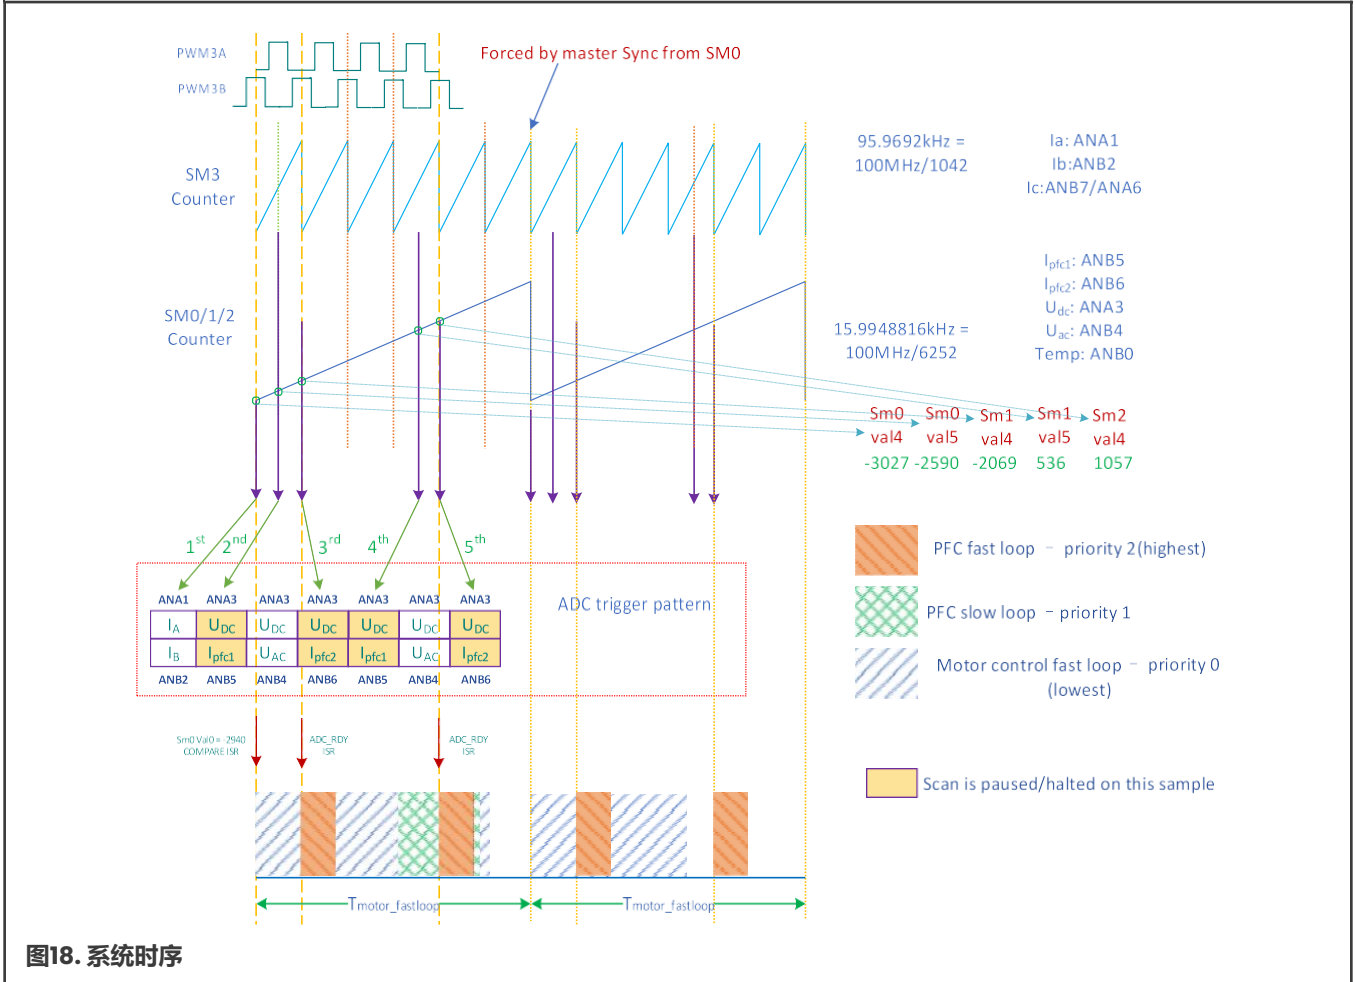 PWM3A
PWM3B
Forced by master Sync from SM0
SM3
Counter
95.9692kHz =
100MHz/1042
Ia: ANA1
Ib:ANB2
Ic:ANB7/ANA6
SM0/1/2
Counter
15.9948816kHz =
100MHz/6252
Ipfc1: ANB5
Ipfc2: ANB6
Udc: ANA3
Uac: ANB4
Temp: ANB0
Sm0 Sm0 Sm1 Sm1 Sm2
val4 val5 val4 val5 val4
-3027 -2590 -2069 536 1057
1st 2nd 3rd 4th 5th
ADC trigger pattern
ANA1 ANA3 ANA3 ANA3 ANA3 ANA3 ANA3
IA UDC UDC UDC UDC UDC UDC
IB Ipfc1 UAC Ipfc2 Ipfc1 UAC Ipfc2
ANB2 ANB5 ANB4 ANB6 ANB5 ANB4 ANB6
PFC fast loop - priority 2(highest)
PFC slow loop - priority 1
Motor control fast loop - priority 0
(lowest)
Sm0 Val0 = -2940
COMPARE ISR
ADC_RDY
ISR
ADC_RDY
ISR
Scan is paused/halted on this sample
Tmotor_fastloop Tmotor_fastloop
图18. 系统时序